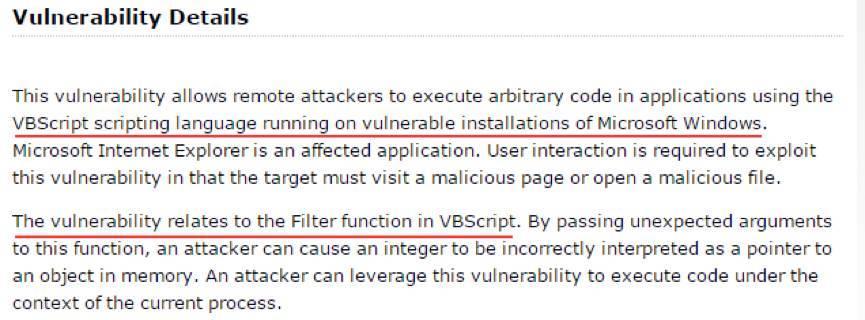 Vulnerability Details
This vulnerability allows remote attackers to execute arbitrary code in applications using the
VBScript scripting language running on vulnerable installations of Microsoft Windows.
Microsoft Internet Explorer is an affected application. User interaction is required to exploit
this vulnerability in that the target must visit a malicious page or open a malicious file.
The vulnerability relates to the Filter function in VBScript. By passing unexpected arguments
to this function, an attacker can cause an integer to be incorrectly interpreted as a pointer to
an object in memory. An attacker can leverage this vulnerability to execute code under the
context of the current process.